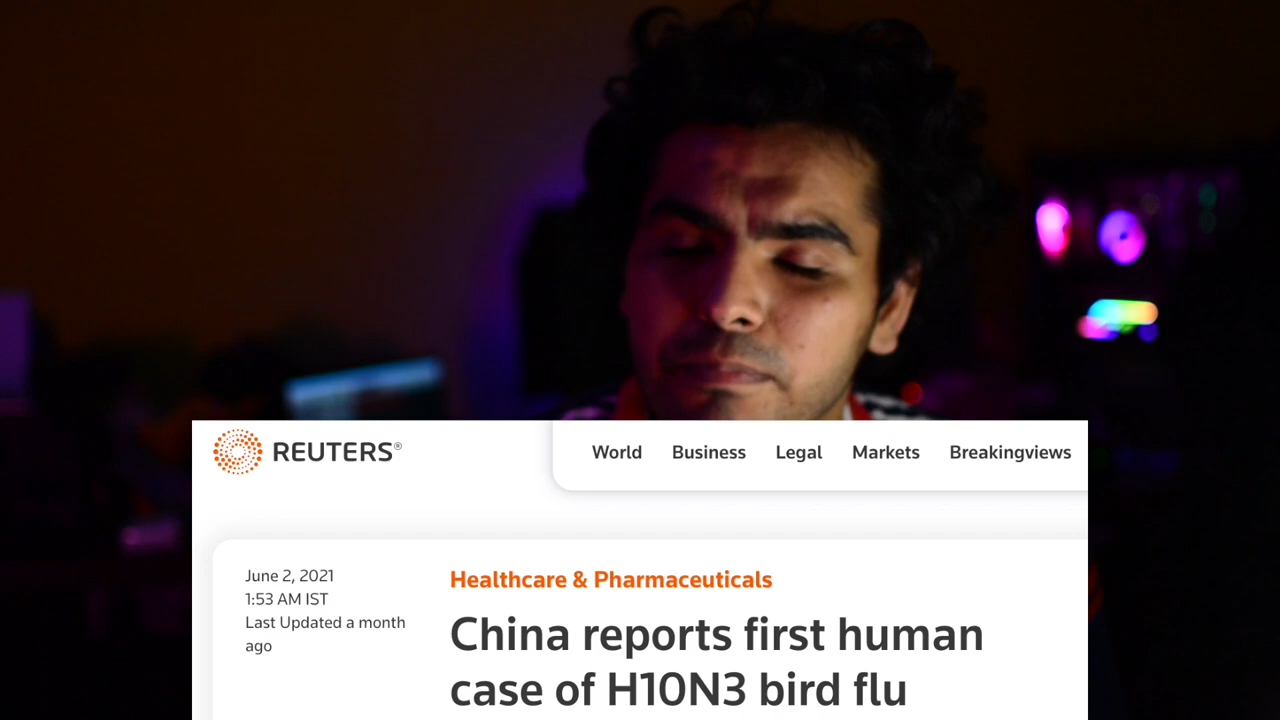 REUTERS®
World Business Legal Markets Breakingviews
June 2, 2021
1:53 AM IST
Last Updated a month
ago
Healthcare & Pharmaceuticals
China reports first human
case of H10N3 bird flu